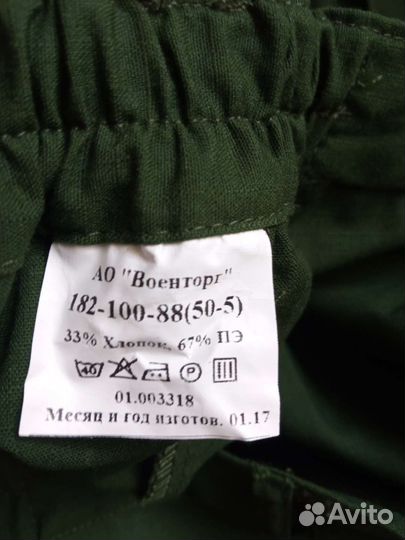 АО "Военторг"
182-100-88(50-5)
33% Хлопок, 67% ПЭ
40 P
01.003318
Месяц и год изготов. 01.17
Avito